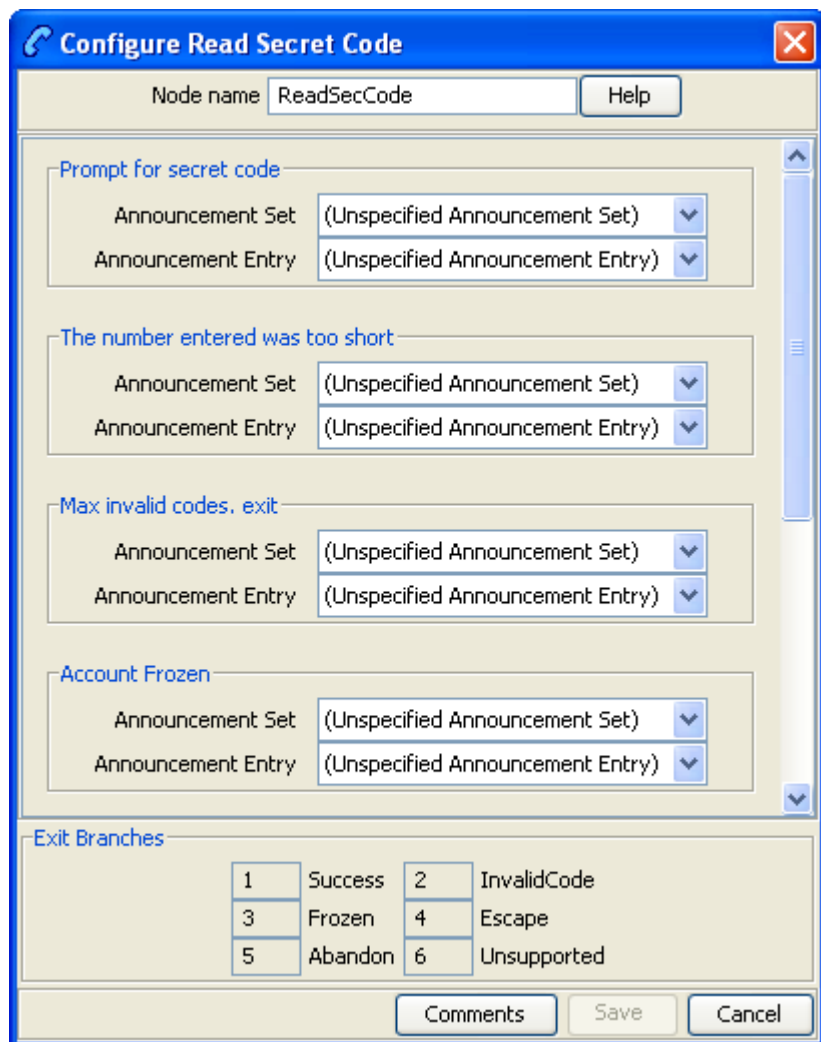 Configure Read Secret Code
Node name ReadSecCode Help
Prompt for secret code
Announcement Set (Unspecified Announcement Set)
Announcement Entry (Unspecified Announcement Entry)
The number entered was too short
Announcement Set (Unspecified Announcement Set)
Announcement Entry (Unspecified Announcement Entry)
Max invalid codes. exit
Announcement Set (Unspecified Announcement Set)
Announcement Entry (Unspecified Announcement Entry)
Account Frozen
Announcement Set (Unspecified Announcement Set)
Announcement Entry (Unspecified Announcement Entry)
Exit Branches
1 Success 2 InvalidCode
3 Frozen 4 Escape
5 Abandon 6 Unsupported
Comments Save Cancel